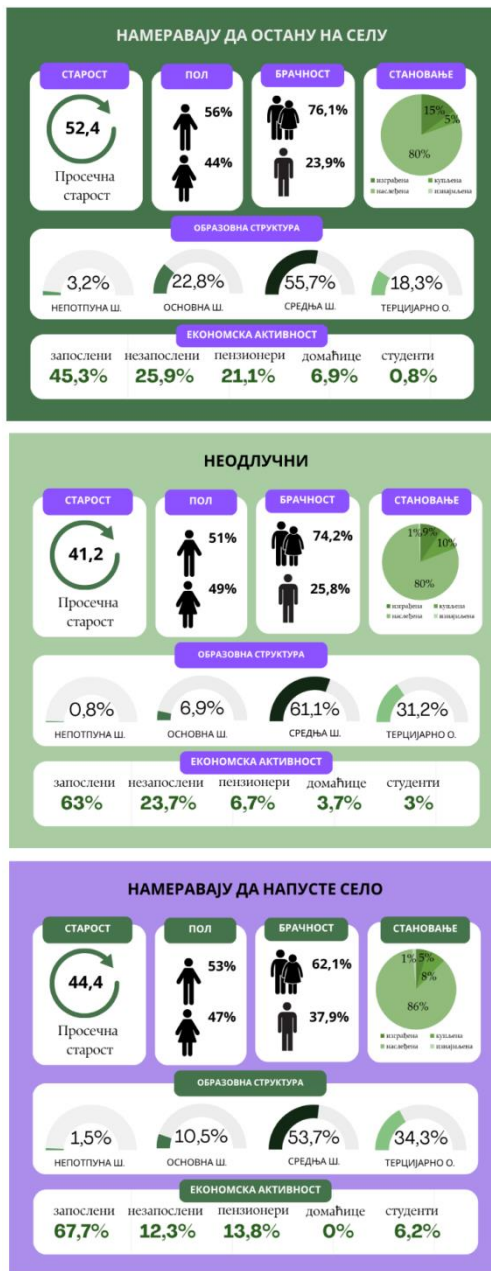 НАМЕРАВАЈУ ДА ОСТАНУ НА СЕЛУ
СТАРОСТ
52,4
Просечна
старост
ПОЛ
56%
44%
БРАЧНОСТ
76,1%
23,9%
СТАНОВАЊЕ
15%
5%
80%
изграђена купљена
наслеђена изнајмљена
ОБРАЗОВНА СТРУКТУРА
3,2% 22,8% 55,7% 18,3%
НЕПОТПУНА Ш. ОСНОВНА Ш. СРЕДЊА Ш. ТЕРЦИЈАРНО О.
ЕКОНОМСКА АКТИВНОСТ
запослени незапослени пензионери домаћице студенти
45,3% 25,9% 21,1% 6,9% 0,8%
НЕОДЛУЧНИ
СТАРОСТ
41,2
Просечна
старост
ПОЛ
51%
49%
БРАЧНОСТ
74,2%
25,8%
СТАНОВАЊЕ
1% 9%
10%
80%
изграђена купљена
наслеђена изнајмљена
ОБРАЗОВНА СТРУКТУРА
0,8% 6,9% 61,1% 31,2%
НЕПОТПУНА Ш. ОСНОВНА Ш. СРЕДЊА Ш. ТЕРЦИЈАРНО О.
ЕКОНОМСКА АКТИВНОСТ
запослени незапослени пензионери домаћице студенти
63% 23,7% 6,7% 3,7% 3%
НАМЕРАВАЈУ ДА НАПУСТЕ СЕЛО
СТАРОСТ
44,4
Просечна
старост
ПОЛ
53%
47%
БРАЧНОСТ
62,1%
37,9%
СТАНОВАЊЕ
1% 5%
8%
86%
изграђена купљена
наслеђена изнајмљена
ОБРАЗОВНА СТРУКТУРА
1,5% 10,5% 53,7% 34,3%
НЕПОТПУНА Ш. ОСНОВНА Ш. СРЕДЊА Ш. ТЕРЦИЈАРНО О.
ЕКОНОМСКА АКТИВНОСТ
запослени незапослени пензионери домаћице студенти
67,7% 12,3% 13,8% 0% 6,2%